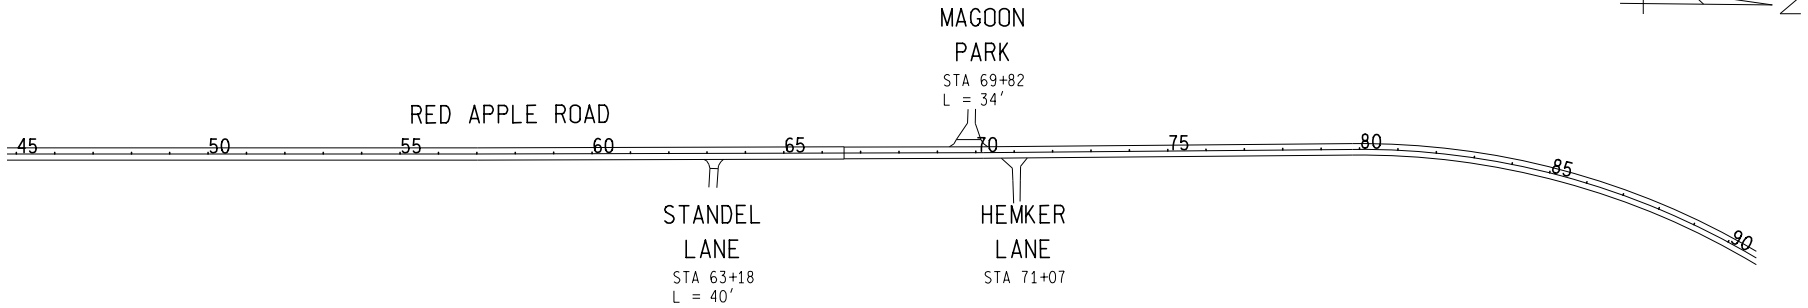 MAGOON
PARK
STA 69+82
L = 34'
RED APPLE ROAD
45 50 55 60 65 70 75 80 85 90
STANDEL
LANE
STA 63+18
L = 40'
HEMKER
LANE
STA 71+07